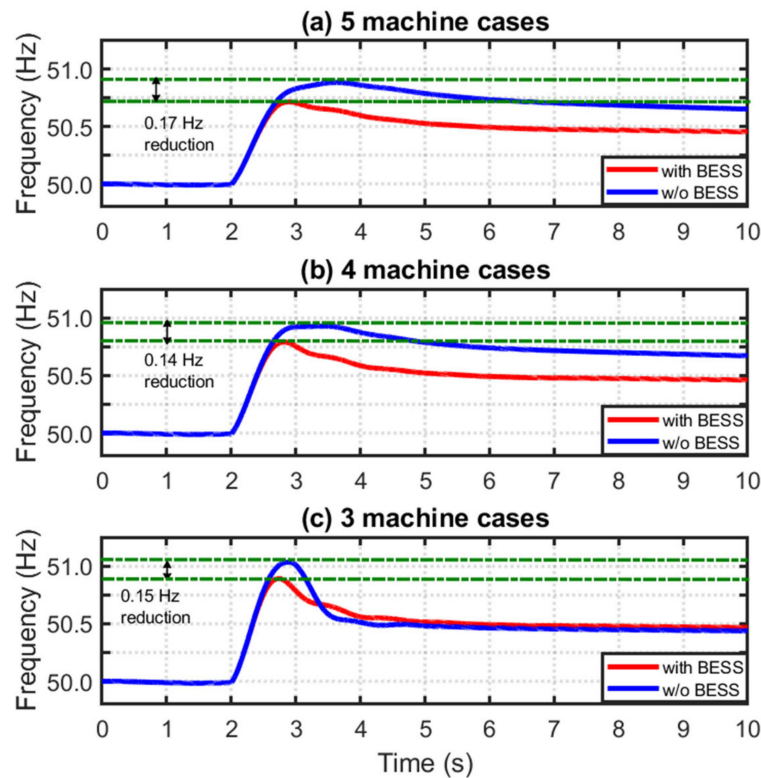 (a) 5 machine cases
Frequency (Hz)
51.0
50.5
50.0
0.17 Hz
reduction
with BESS
w/o BESS
0 1 2 3 4 5 6 7 8 9 10
(b) 4 machine cases
Frequency (Hz)
51.0
50.5
50.0
0.14 Hz
reduction
with BESS
w/o BESS
0 1 2 3 4 5 6 7 8 9 10
(c) 3 machine cases
Frequency (Hz)
51.0
50.5
50.0
0.15 Hz
reduction
with BESS
w/o BESS
0 1 2 3 4 5 6 7 8 9 10
Time (s)